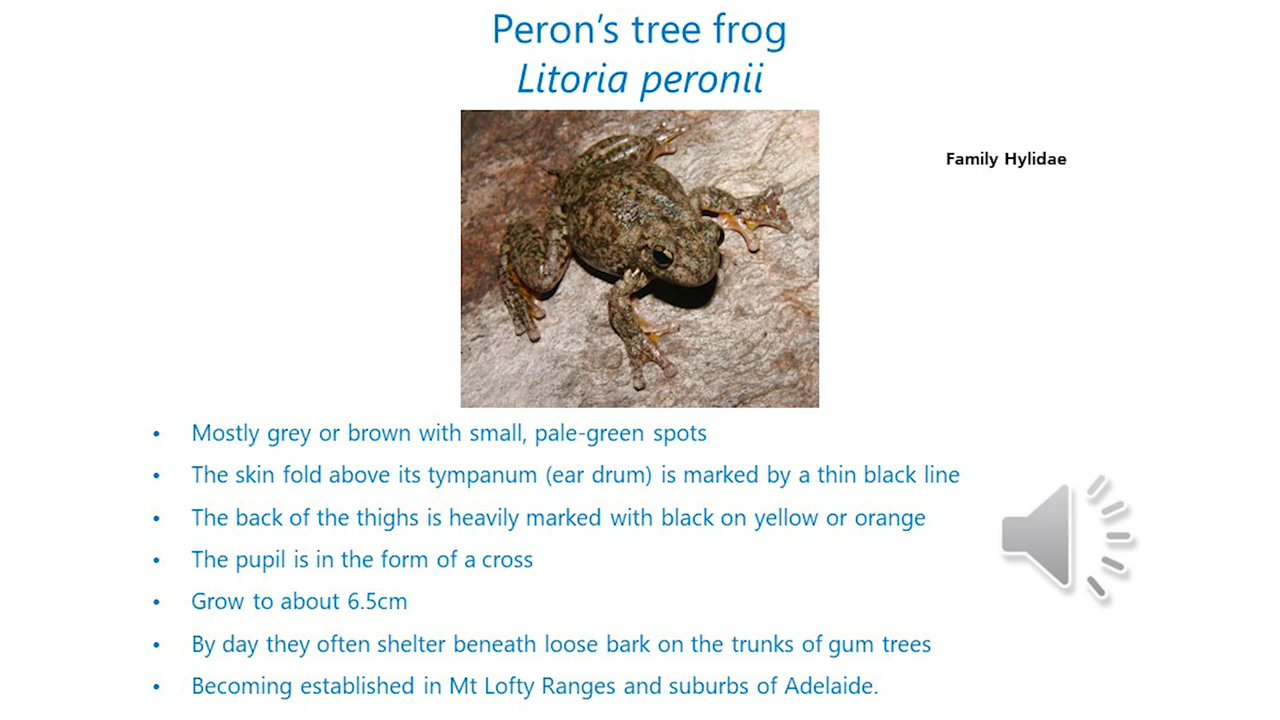 Peron’s tree frog
Litoria peronii
Family Hylidae
• Mostly grey or brown with small, pale-green spots
• The skin fold above its tympanum (ear drum) is marked by a thin black line
• The back of the thighs is heavily marked with black on yellow or orange
• The pupil is in the form of a cross
• Grow to about 6.5cm
• By day they often shelter beneath loose bark on the trunks of gum trees
• Becoming established in Mt Lofty Ranges and suburbs of Adelaide.